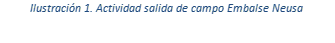 Ilustración 1. Actividad salida de campo Embalse Neusa